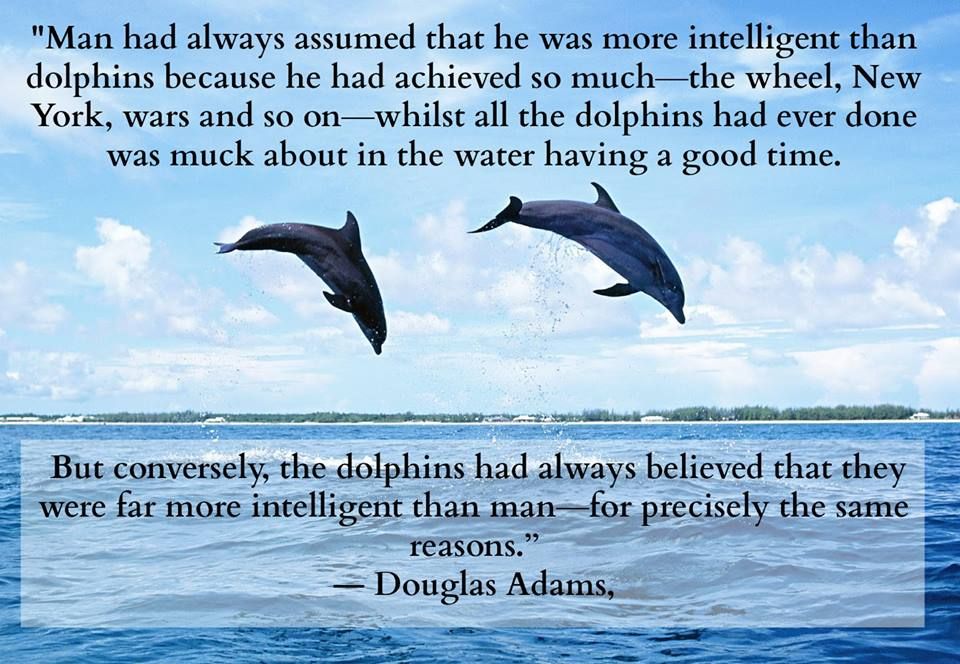 "Man had always assumed that he was more intelligent than
dolphins because he had achieved so much—the wheel, New
York, wars and so on—whilst all the dolphins had ever done
was muck about in the water having a good time.
But conversely, the dolphins had always believed that they
were far more intelligent than man—for precisely the same
reasons.”
— Douglas Adams,